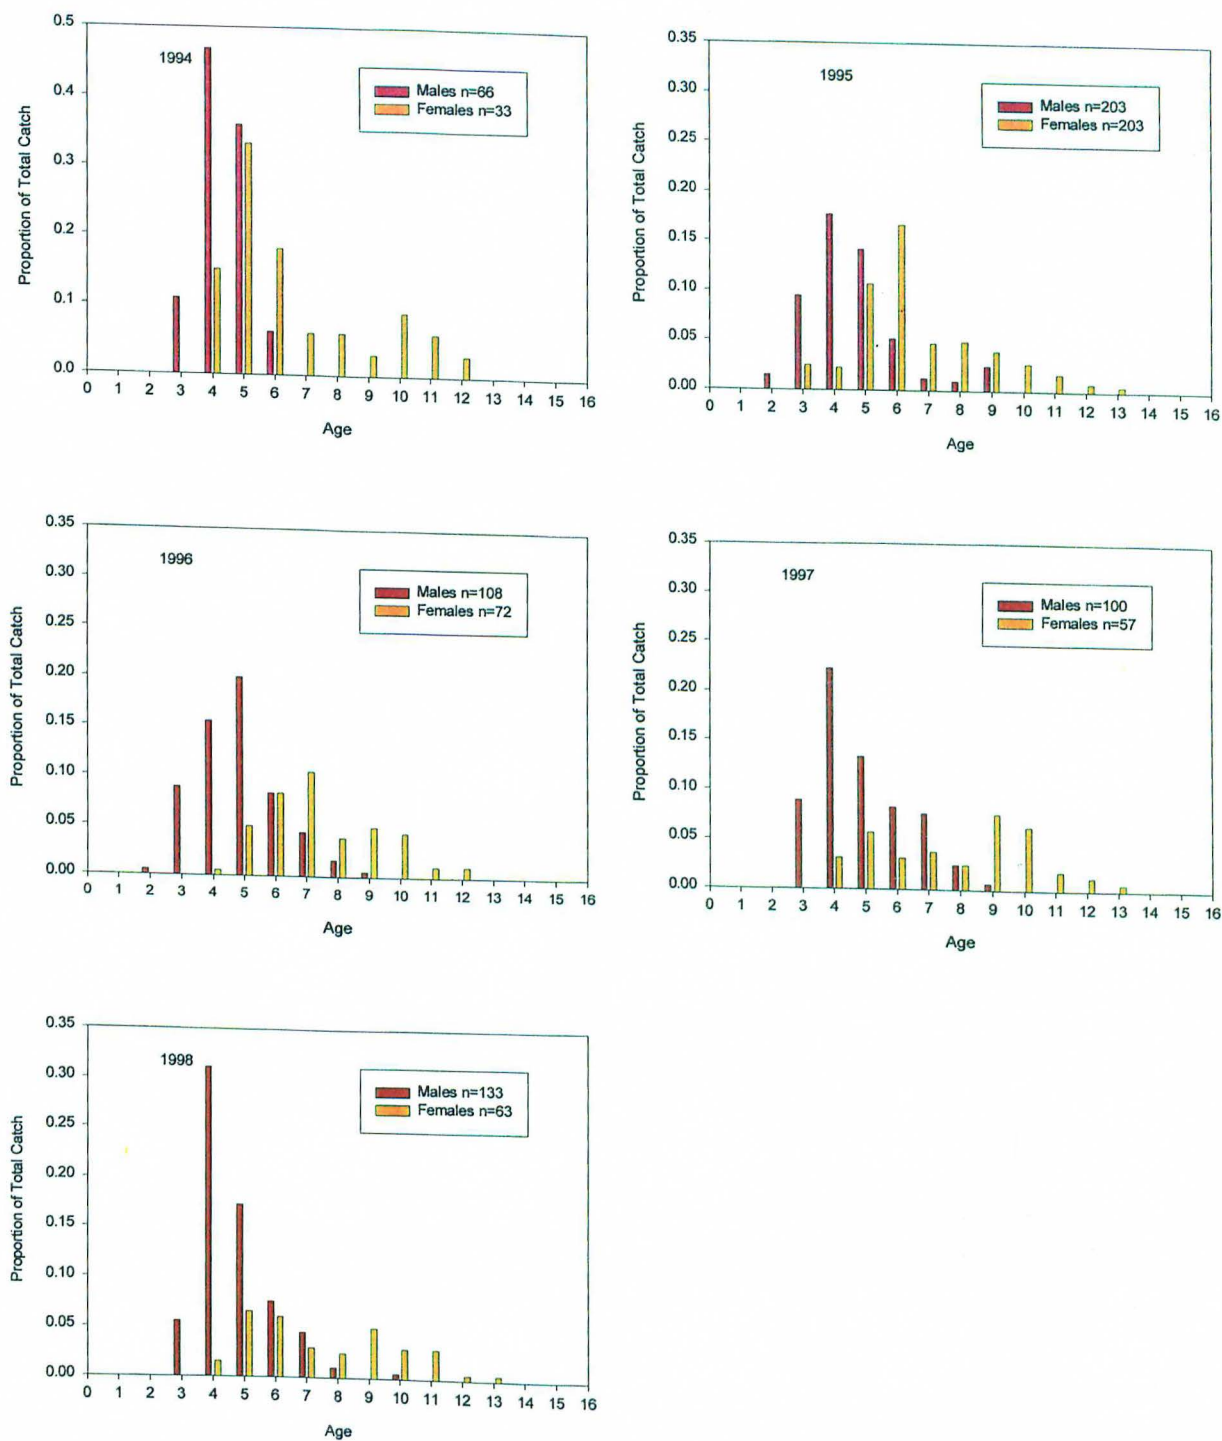 1994
Males n=66
Females n=33
Proportion of Total Catch
0.5
0.4
0.3
0.2
0.1
0.0
0 1 2 3 4 5 6 7 8 9 10 11 12 13 14 15 16
Age
1995
Males n=203
Females n=203
Proportion of Total Catch
0.35
0.30
0.25
0.20
0.15
0.10
0.05
0.00
0 1 2 3 4 5 6 7 8 9 10 11 12 13 14 15 16
Age
1996
Males n=108
Females n=72
Proportion of Total Catch
0.35
0.30
0.25
0.20
0.15
0.10
0.05
0.00
0 1 2 3 4 5 6 7 8 9 10 11 12 13 14 15 16
Age
1997
Males n=100
Females n=57
Proportion of Total Catch
0.35
0.30
0.25
0.20
0.15
0.10
0.05
0.00
0 1 2 3 4 5 6 7 8 9 10 11 12 13 14 15 16
Age
1998
Males n=133
Females n=63
Proportion of Total Catch
0.35
0.30
0.25
0.20
0.15
0.10
0.05
0.00
0 1 2 3 4 5 6 7 8 9 10 11 12 13 14 15 16
Age